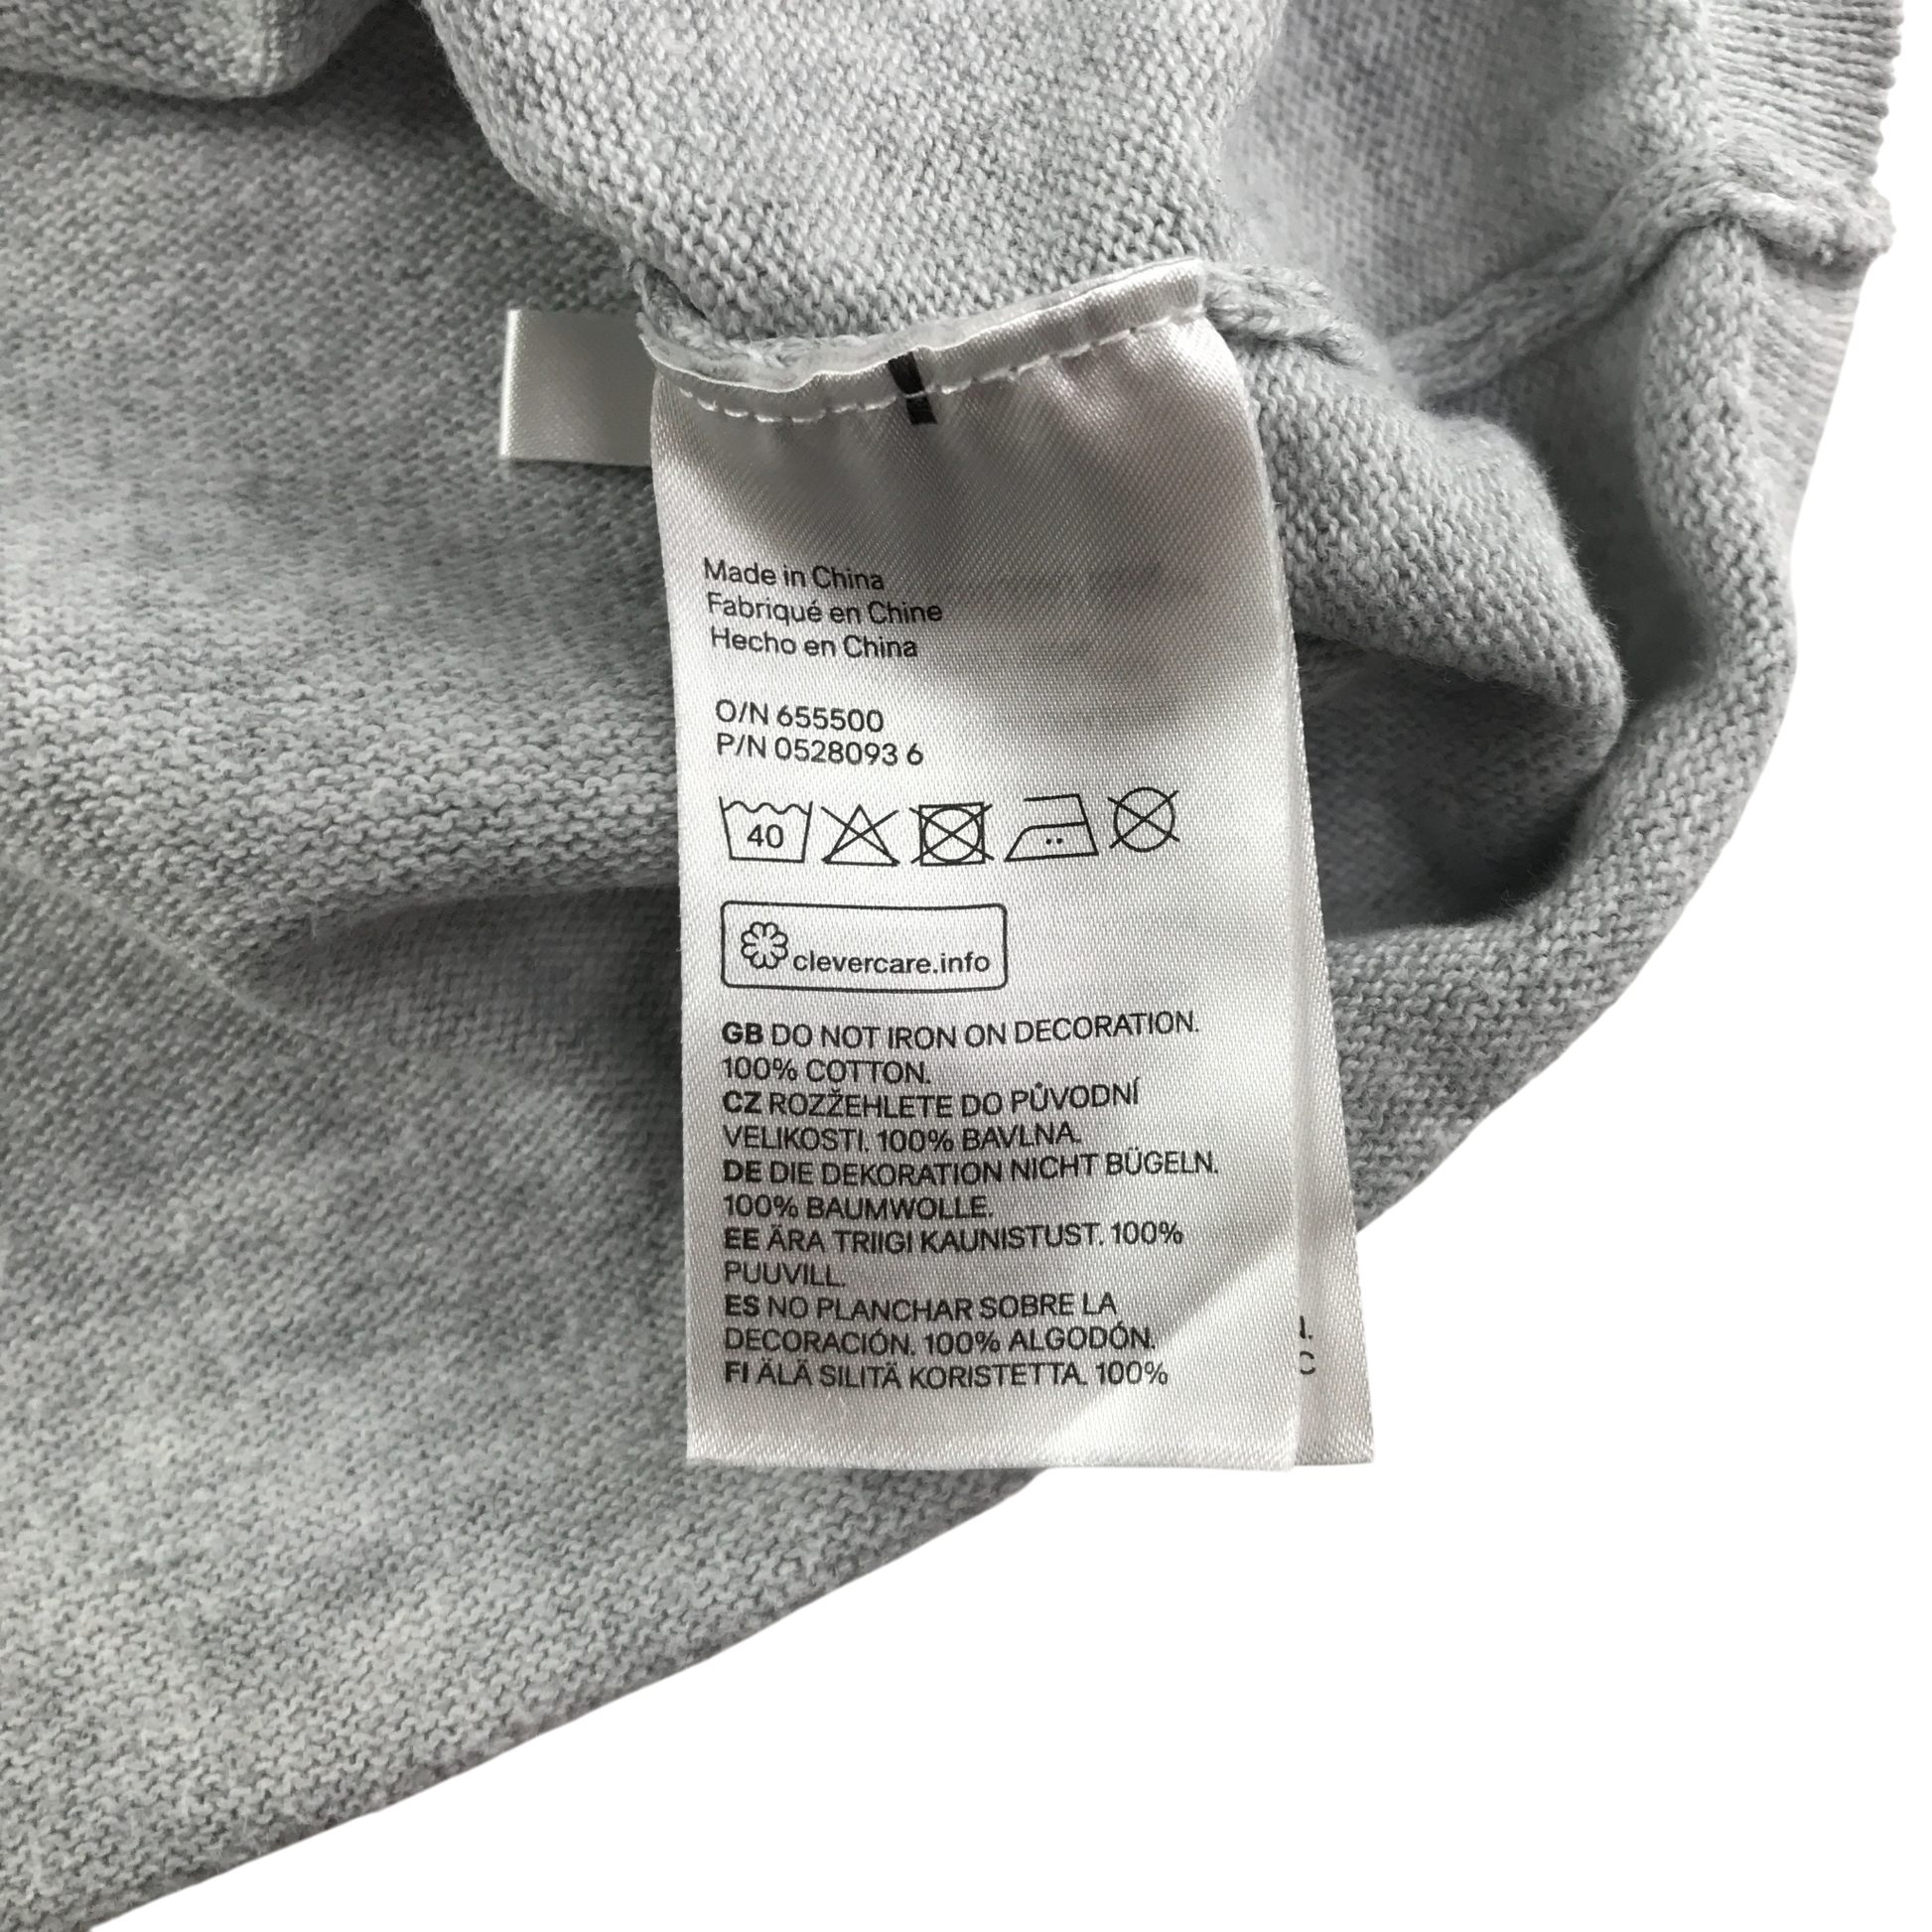 Made in China
Fabriqué en Chine
Hecho en China
O/N 655500
P/N 0528093 6
40
clevercare.info
GB DO NOT IRON ON DECORATION.
100% COTTON.
CZ ROZŽEHLETE DO PŮVODNÍ
VELIKOSTI. 100% BAVLNA.
DE DIE DEKORATION NICHT BÜGELN.
100% BAUMWOLLE.
EE ÄRA TRIIGI KAUNISTUST. 100%
PUUVILL.
ES NO PLANCHAR SOBRE LA
DECORACIÓN. 100% ALGODÓN.
FI ÄLÄ SILITÄ KORISTETTA. 100%